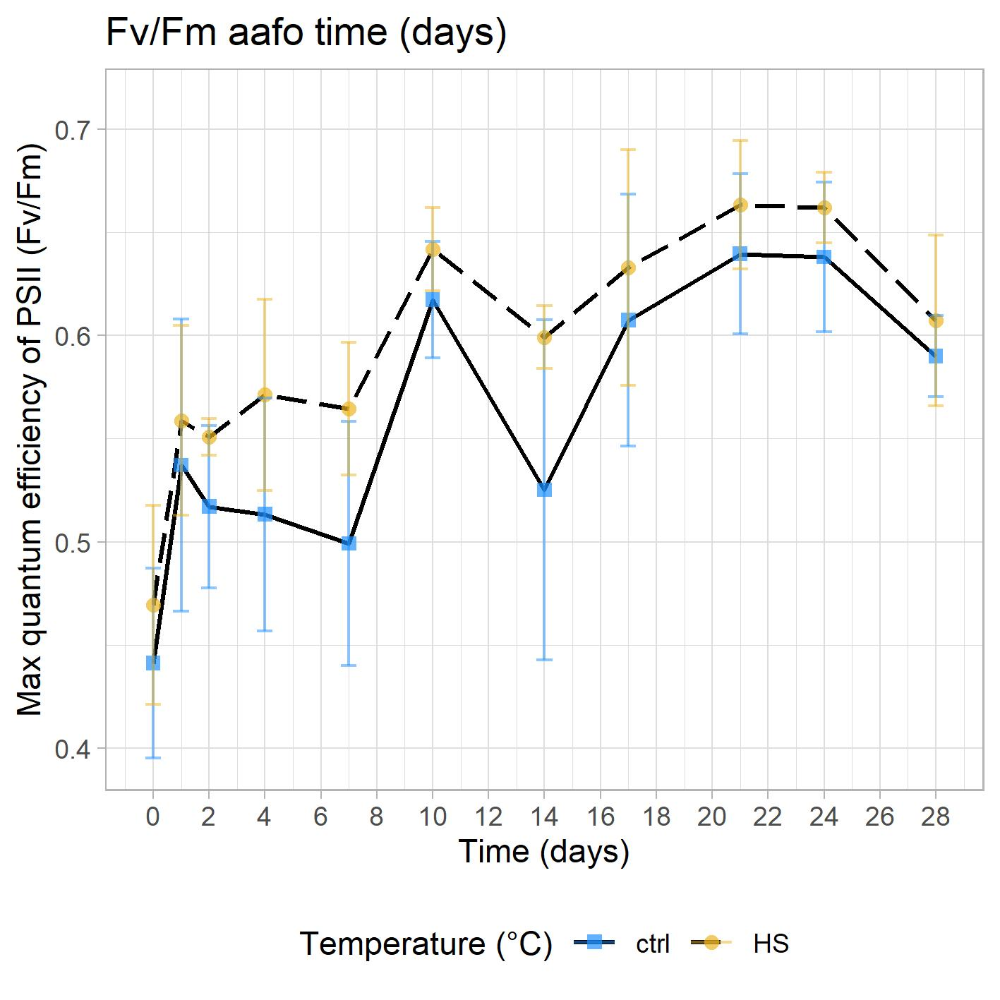 Fv/Fm aafo time (days)
Max quantum efficiency of PSII (Fv/Fm)
0.7
0.6
0.5
0.4
0 2 4 6 8 10 12 14 16 18 20 22 24 26 28
Time (days)
Temperature (°C) ctrl HS